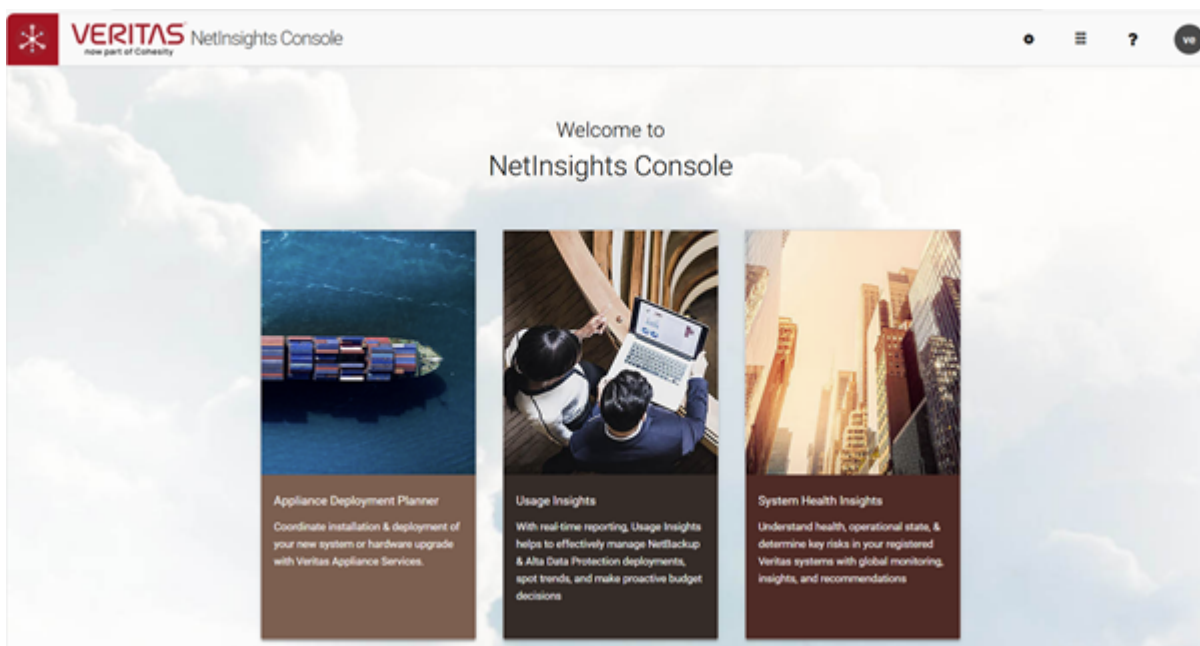 VERITAS NetInsights Console
now part of Cohesity
?
ve
Welcome to
NetInsights Console
Appliance Deployment Planner
Coordinate installation & deployment of
your new system or hardware upgrade
with Veritas Appliance Services.
Usage Insights
With real-time reporting, Usage Insights
helps to effectively manage NetBackup
& Alta Data Protection deployments,
spot trends, and make proactive budget
decisions
System Health Insights
Understand health, operational state, &
determine key risks in your registered
Veritas systems with global monitoring,
insights, and recommendations